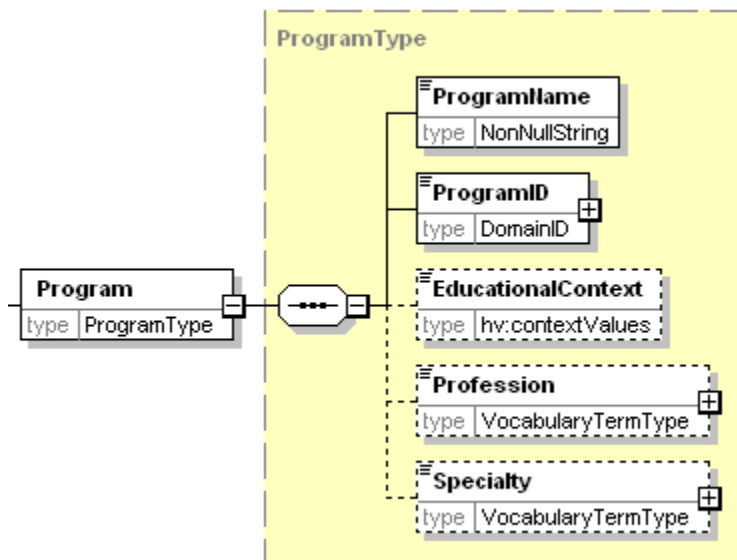 ProgramType
ProgramName
type NonNullString
ProgramID
type DomainID
Program
type ProgramType
EducationalContext
type hv:contextValues
Profession
type VocabularyTermType
Specialty
type VocabularyTermType